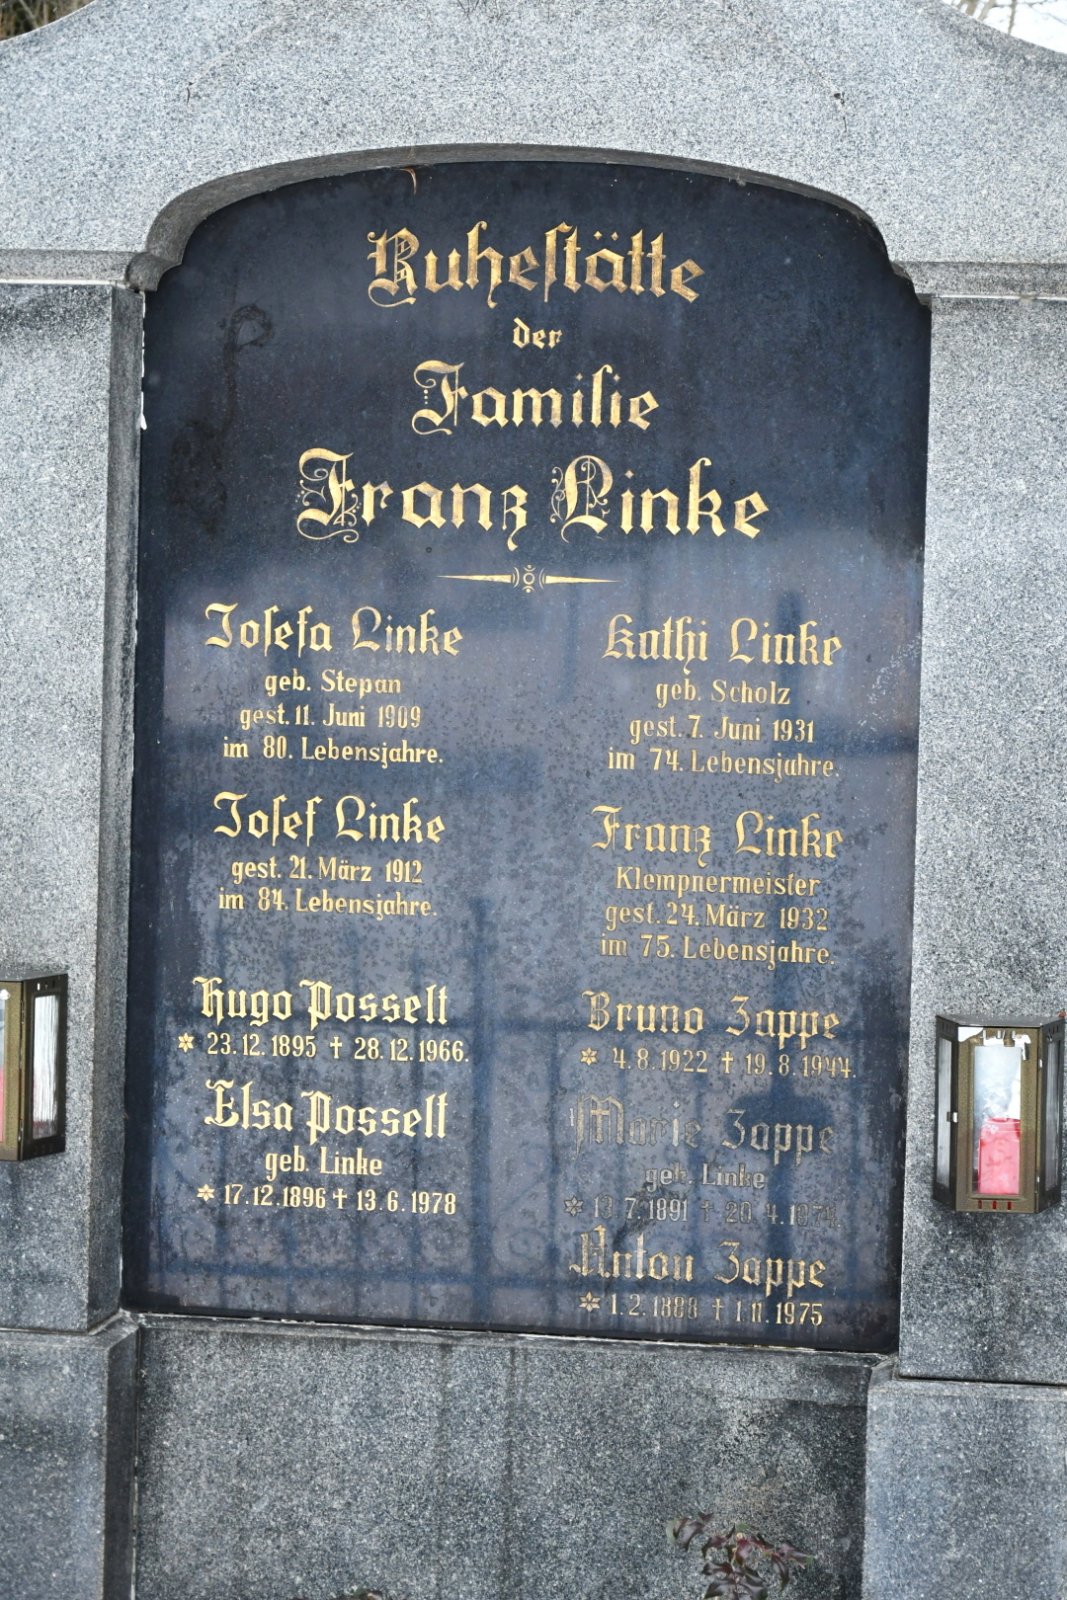 Ruhestätte
der
Familie
Franz Linke
Josefa Linke
geb. Stepan
gest. 11. Juni 1909
im 80. Lebensjahre.
Josef Linke
gest. 21. März 1912
im 84. Lebensjahre.
Hugo Posselt
* 23.12.1895 † 28.12.1966.
Elsa Posselt
geb. Linke
* 17.12.1896 † 13.6.1978
Kathi Linke
geb. Scholz
gest. 7. Juni 1931
im 74. Lebensjahre.
Franz Linke
Klempnermeister
gest. 24. März 1932
im 75. Lebensjahre.
Bruno Zappe
* 4.8.1922 † 19.8.1944.
Marie Zappe
geb. Linke
* 13.7.1891 † 20.4.1974.
Anton Zappe
* 1.2.1888 † 1.11.1975